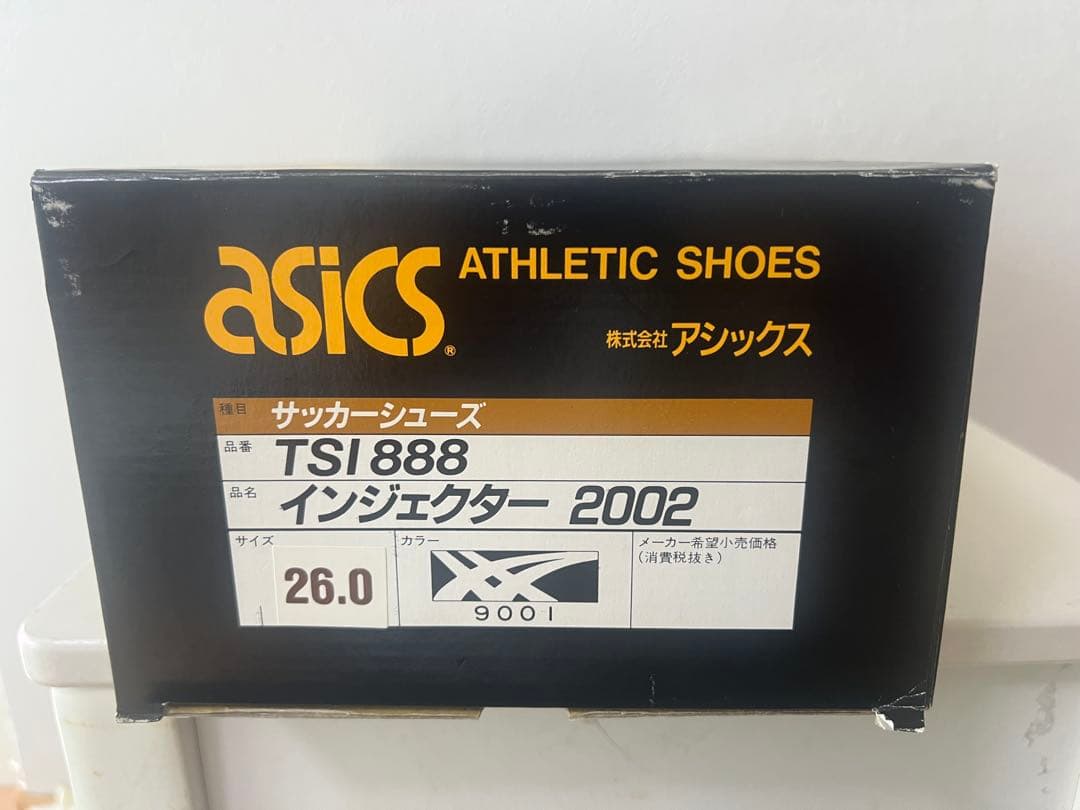 asics® ATHLETIC SHOES
株式会社 アシックス
種目 サッカーシューズ
品番 TSI 888
品名 インジェクター 2002
サイズ カラー メーカー希望小売価格
(消費税抜き)
26.0
9001